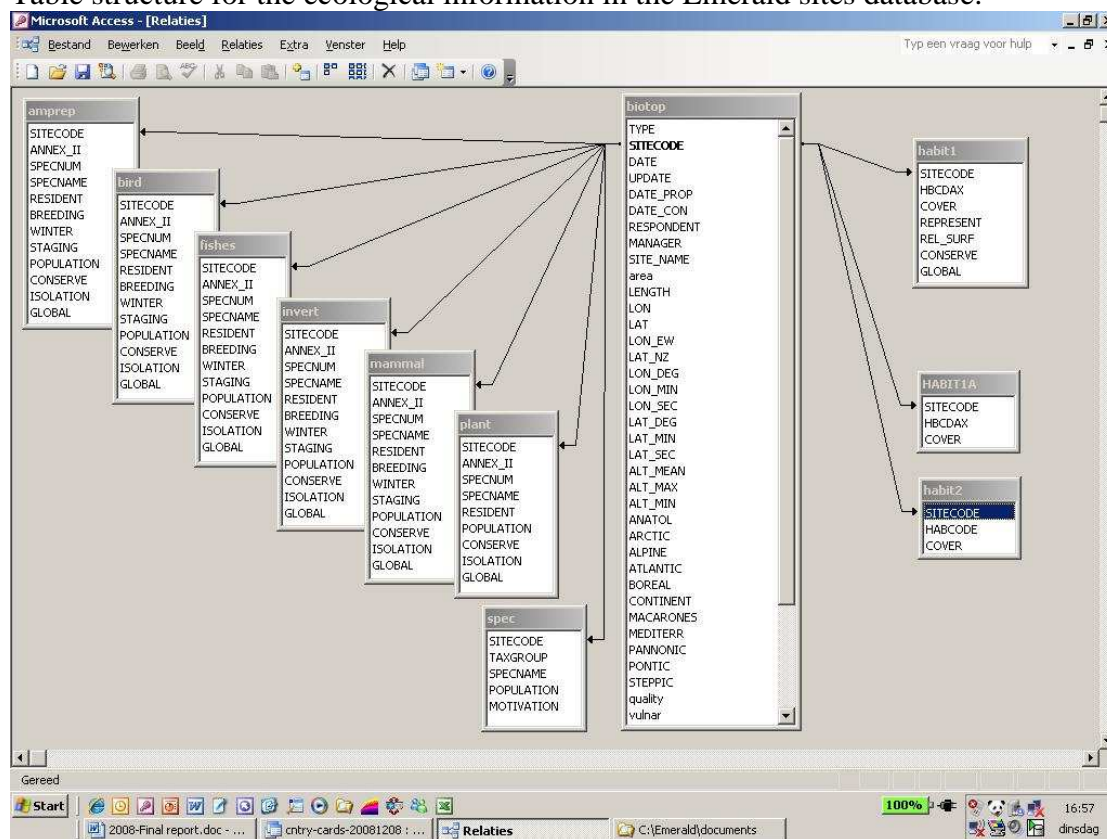 Table structure for the ecological information in the Emerald sites database.
Microsoft Access - [Relaties]
Bestand Bewerken Beeld Relaties Extra Venster Help
Typ een vraag voor hulp
amprep
SITECODE
ANNEX_II
SPECNUM
SPECNAME
RESIDENT
BREEDING
WINTER
STAGING
POPULATION
CONSERVE
ISOLATION
GLOBAL
bird
SITECODE
ANNEX_II
SPECNUM
SPECNAME
RESIDENT
BREEDING
WINTER
STAGING
POPULATION
CONSERVE
ISOLATION
GLOBAL
fishes
SITECODE
ANNEX_II
SPECNUM
SPECNAME
RESIDENT
BREEDING
WINTER
STAGING
POPULATION
CONSERVE
ISOLATION
GLOBAL
invert
SITECODE
ANNEX_II
SPECNUM
SPECNAME
RESIDENT
BREEDING
WINTER
STAGING
POPULATION
CONSERVE
ISOLATION
GLOBAL
mammal
SITECODE
ANNEX_II
SPECNUM
SPECNAME
RESIDENT
BREEDING
WINTER
STAGING
POPULATION
CONSERVE
ISOLATION
GLOBAL
plant
SITECODE
ANNEX_II
SPECNUM
SPECNAME
RESIDENT
POPULATION
CONSERVE
ISOLATION
GLOBAL
spec
SITECODE
TAXGROUP
SPECNAME
POPULATION
MOTIVATION
biotop
TYPE
SITECODE
DATE
UPDATE
DATE_PROP
DATE_CON
RESPONDENT
MANAGER
SITE_NAME
area
LENGTH
LON
LAT
LON_EW
LAT_NZ
LON_DEG
LON_MIN
LON_SEC
LAT_DEG
LAT_MIN
LAT_SEC
ALT_MEAN
ALT_MAX
ALT_MIN
ANATOL
ARCTIC
ALPINE
ATLANTIC
BOREAL
CONTINENT
MACARONES
MEDITERR
PANNONIC
PONTIC
STEPPIC
quality
vulnar
habit1
SITECODE
HBCDAX
COVER
REPRESENT
REL_SURF
CONSERVE
GLOBAL
HABIT1A
SITECODE
HBCDAX
COVER
habit2
SITECODE
HABCODE
COVER
Gereed
Start
100%
16:57
2008-Final report.doc - ...
cntry-cards-20081208 : ...
Relaties
C:\Emerald\documents
dinsdag